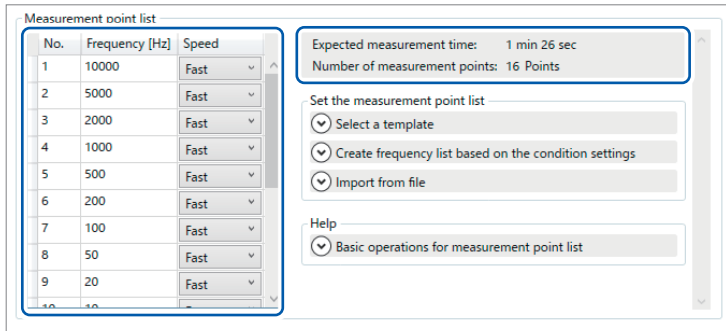 Measurement point list
No. Frequency [Hz] Speed
1 10000 Fast
2 5000 Fast
3 2000 Fast
4 1000 Fast
5 500 Fast
6 200 Fast
7 100 Fast
8 50 Fast
9 20 Fast
Expected measurement time: 1 min 26 sec
Number of measurement points: 16 Points
Set the measurement point list
Select a template
Create frequency list based on the condition settings
Import from file
Help
Basic operations for measurement point list